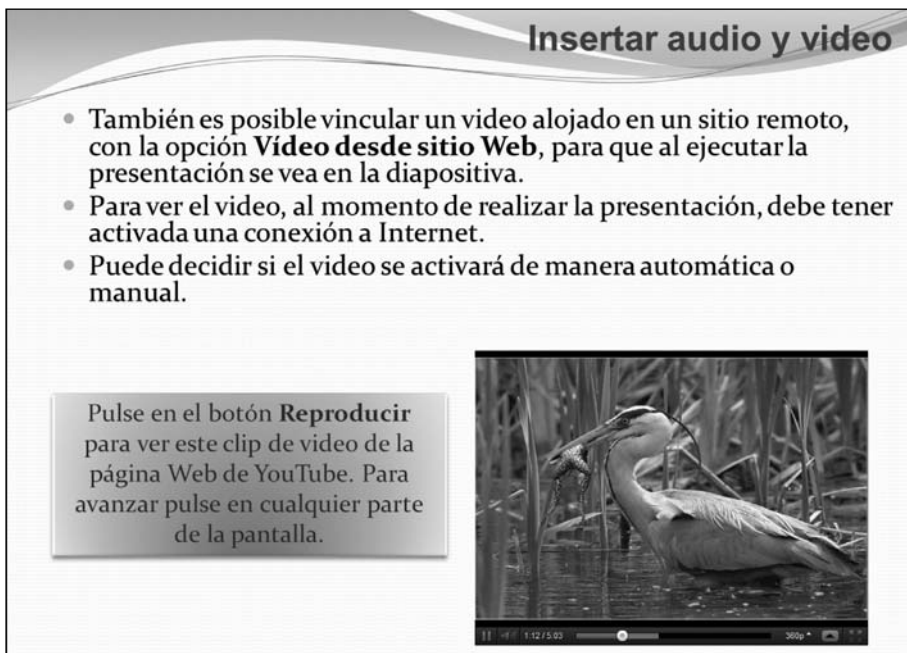 Insertar audio y video
También es posible vincular un video alojado en un sitio remoto,
con la opción Vídeo desde sitio Web, para que al ejecutar la
presentación se vea en la diapositiva.
Para ver el video, al momento de realizar la presentación, debe tener
activada una conexión a Internet.
Puede decidir si el video se activará de manera automática o
manual.
Pulse en el botón Reproducir
para ver este clip de video de la
página Web de YouTube. Para
avanzar pulse en cualquier parte
de la pantalla.
1:12 / 5:03
360p